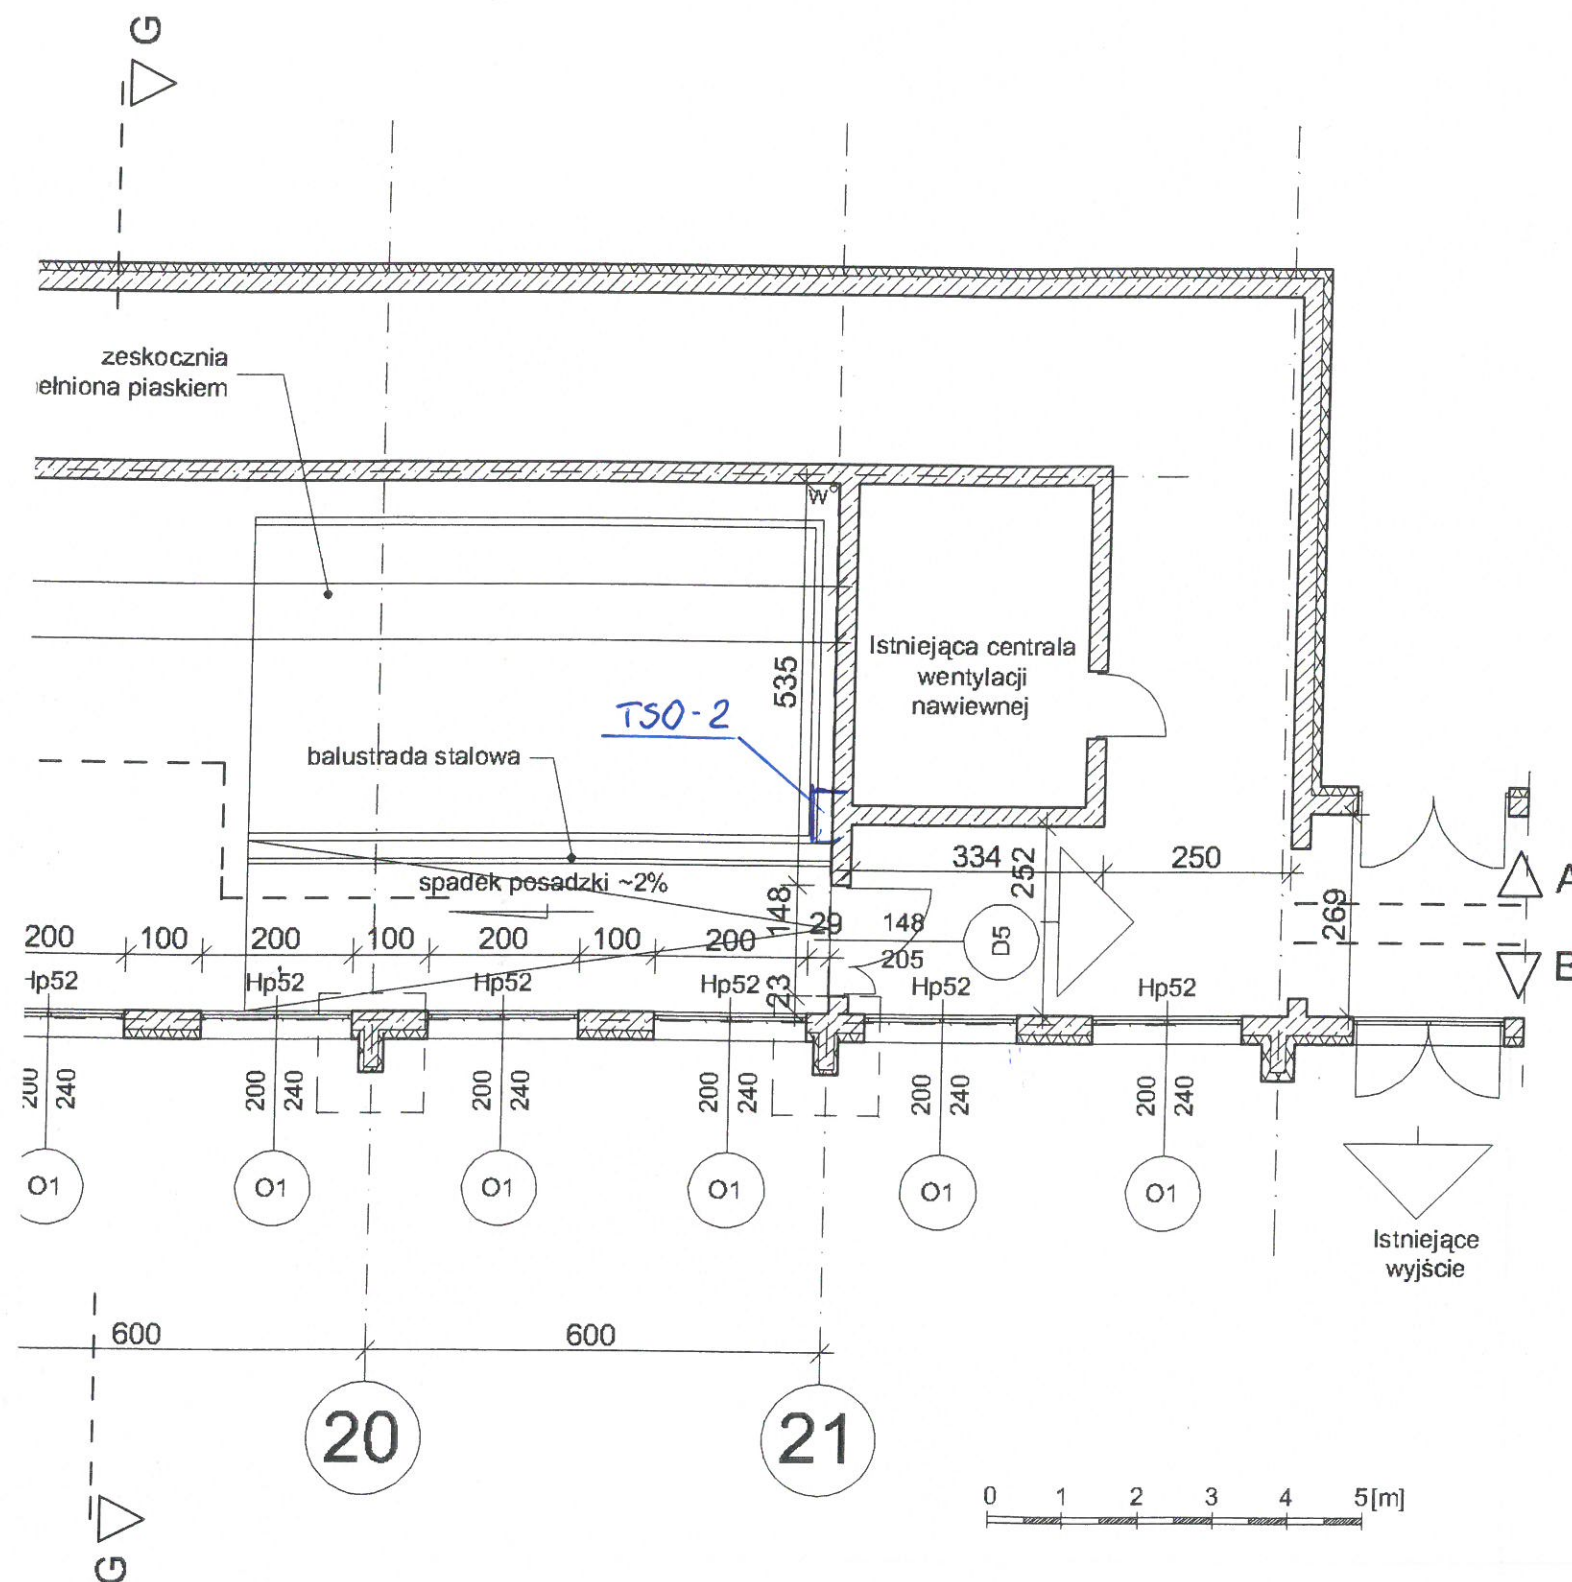 G
zeskocznia
ełniona piaskiem
W
535
Istniejąca centrala
wentylacji
nawiewnej
TSO-2
balustrada stalowa
334
252
250
spadek posadzki ~2%
148
29
148
205
D5
269
A
B
200
100
200
100
200
100
200
23
Hp52
Hp52
Hp52
Hp52
Hp52
Hp52
200
240
200
240
200
240
200
240
200
240
200
240
O1
O1
O1
O1
O1
O1
Istniejące
wyjście
600
600
20
21
0 1 2 3 4 5[m]
G